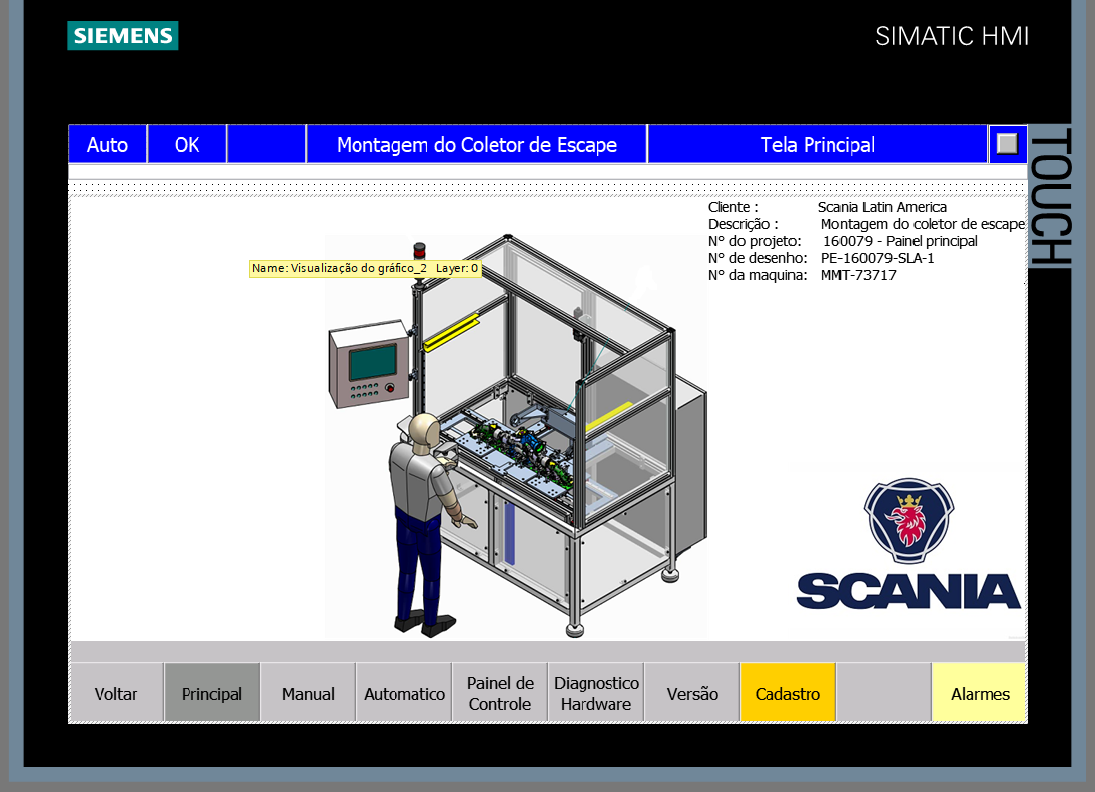 SIEMENS
SIMATIC HMI
TOUCH
Auto
OK
Montagem do Coletor de Escape
Tela Principal
Cliente : Scania Latin America
Descrição : Montagem do coletor de escape
N° do projeto: 160079 - Painel principal
N° de desenho: PE-160079-SLA-1
N° da maquina: MMT-73717
Name: Visualização do gráfico_2 Layer: 0
SCANIA
Voltar
Principal
Manual
Automatico
Painel de
Controle
Diagnostico
Hardware
Versão
Cadastro
Alarmes